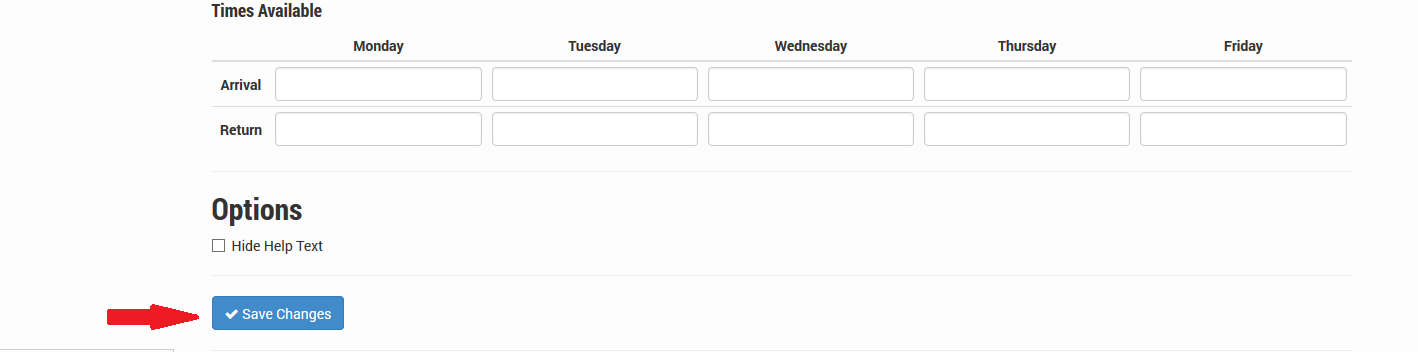 Times Available
Monday Tuesday Wednesday Thursday Friday
Arrival
Return
Options
Hide Help Text
Save Changes